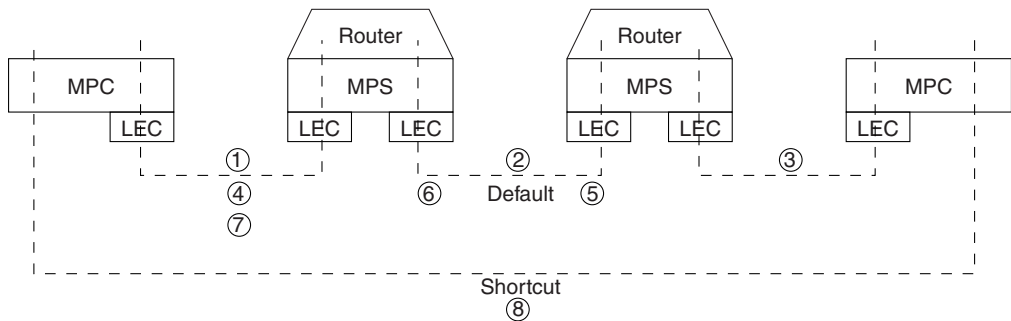 Router Router
MPC MPS MPS MPC
LEC LEC LEC LEC LEC LEC
① ② ③
④ ⑥ Default ⑤
⑦
Shortcut
⑧